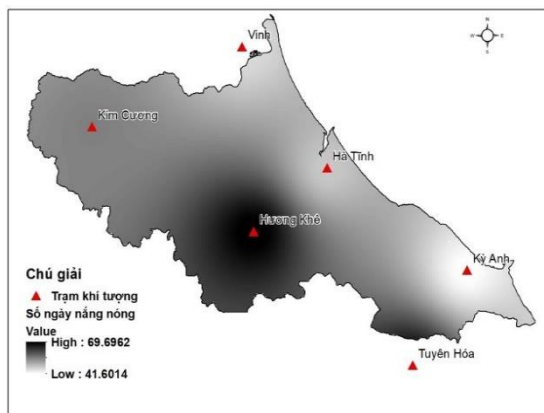 Vinh
N
W E
S
Kim Cương
Hà Tĩnh
Hương Khê
Kỳ Anh
Chú giải
Trạm khí tượng
Số ngày nắng nóng
Value
High : 69.6962
Low : 41.6014
Tuyên Hóa